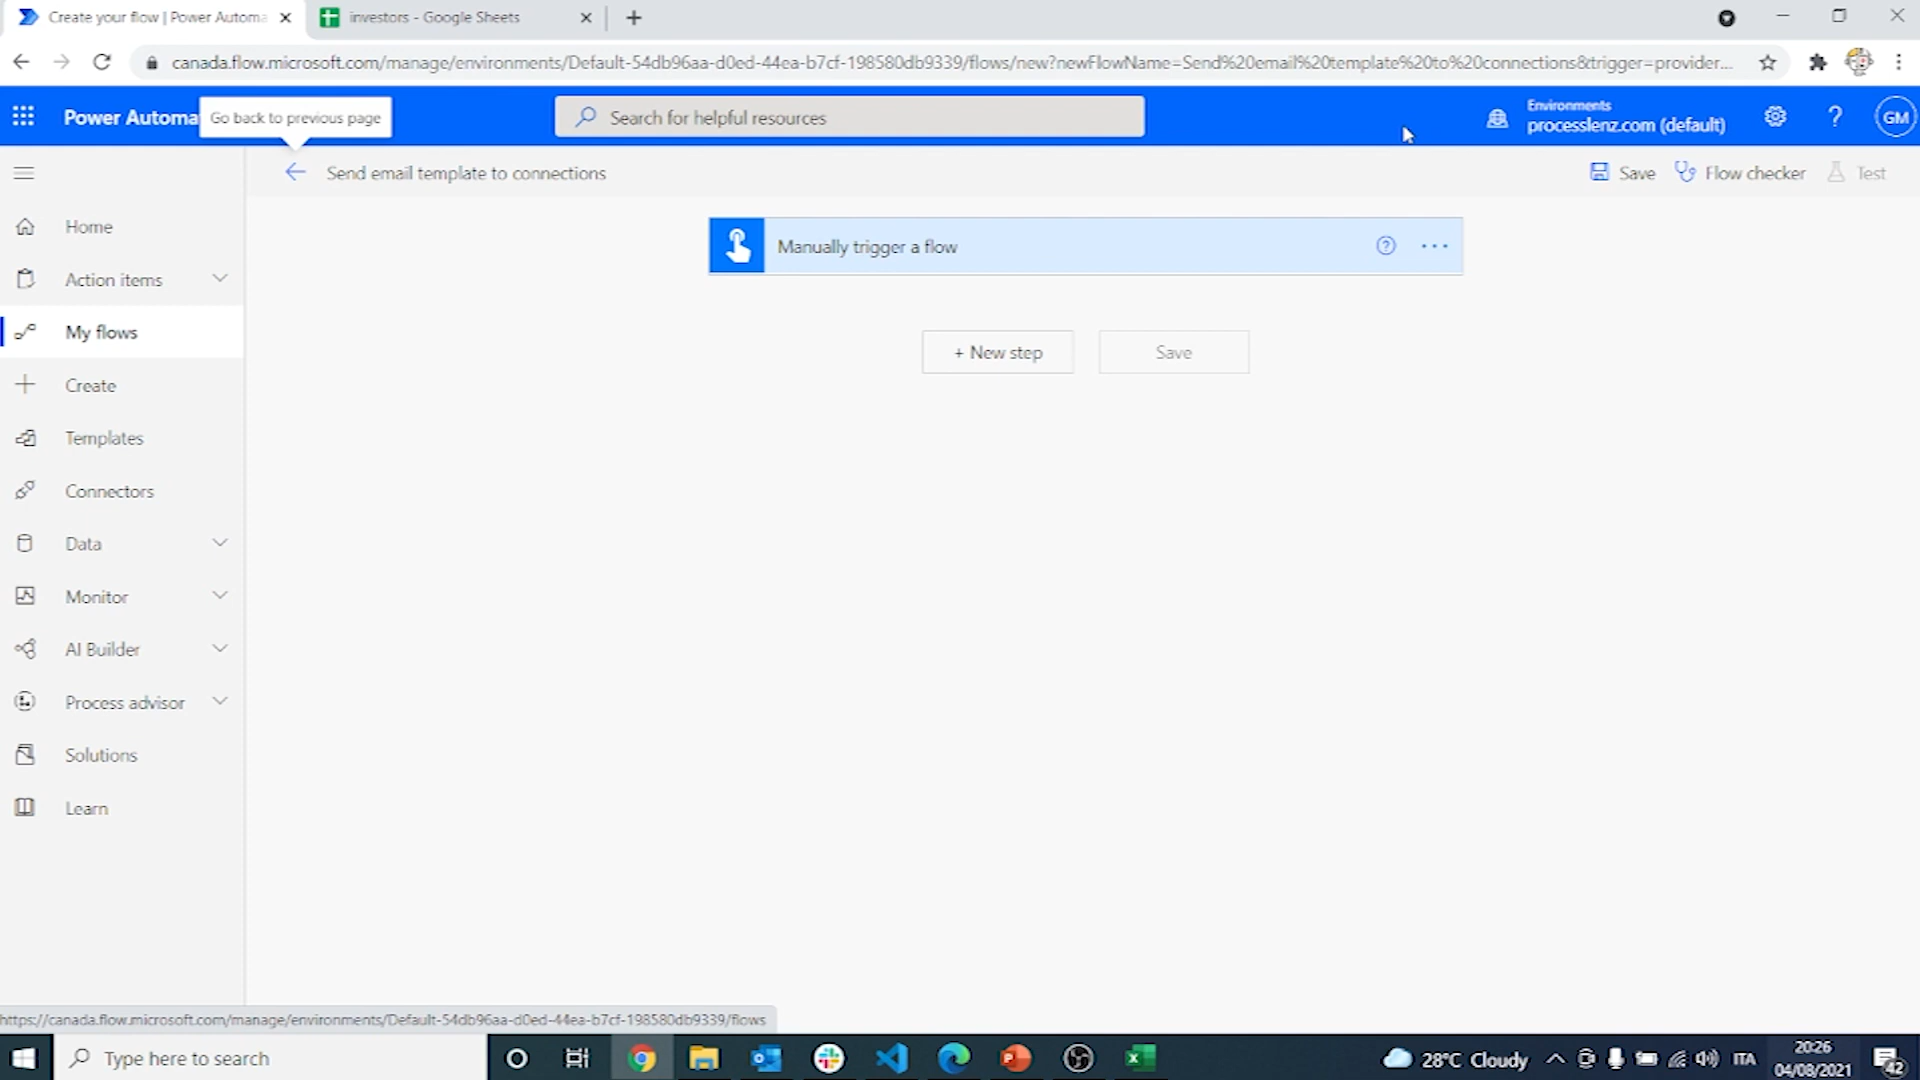 Create your flow | Power Automa
investors - Google Sheets
canada.flow.microsoft.com/manage/environments/Default-54db96aa-d0ed-44ea-b7cf-198580db9339/flows/new?newFlowName=Send%20email%20template%20to%20connections&trigger=provider...
Power Automa
Go back to previous page
Search for helpful resources
Environments
processlenz.com (default)
?
GM
Send email template to connections
Save
Flow checker
Test
Manually trigger a flow
?
...
+ New step
Save
Home
Action items
My flows
Create
Templates
Connectors
Data
Monitor
AI Builder
Process advisor
Solutions
Learn
https://canada.flow.microsoft.com/manage/environments/Default-54db96aa-d0ed-44ea-b7cf-198580db9339/flows
Type here to search
28°C Cloudy
ITA
20:26
04/08/2021
42